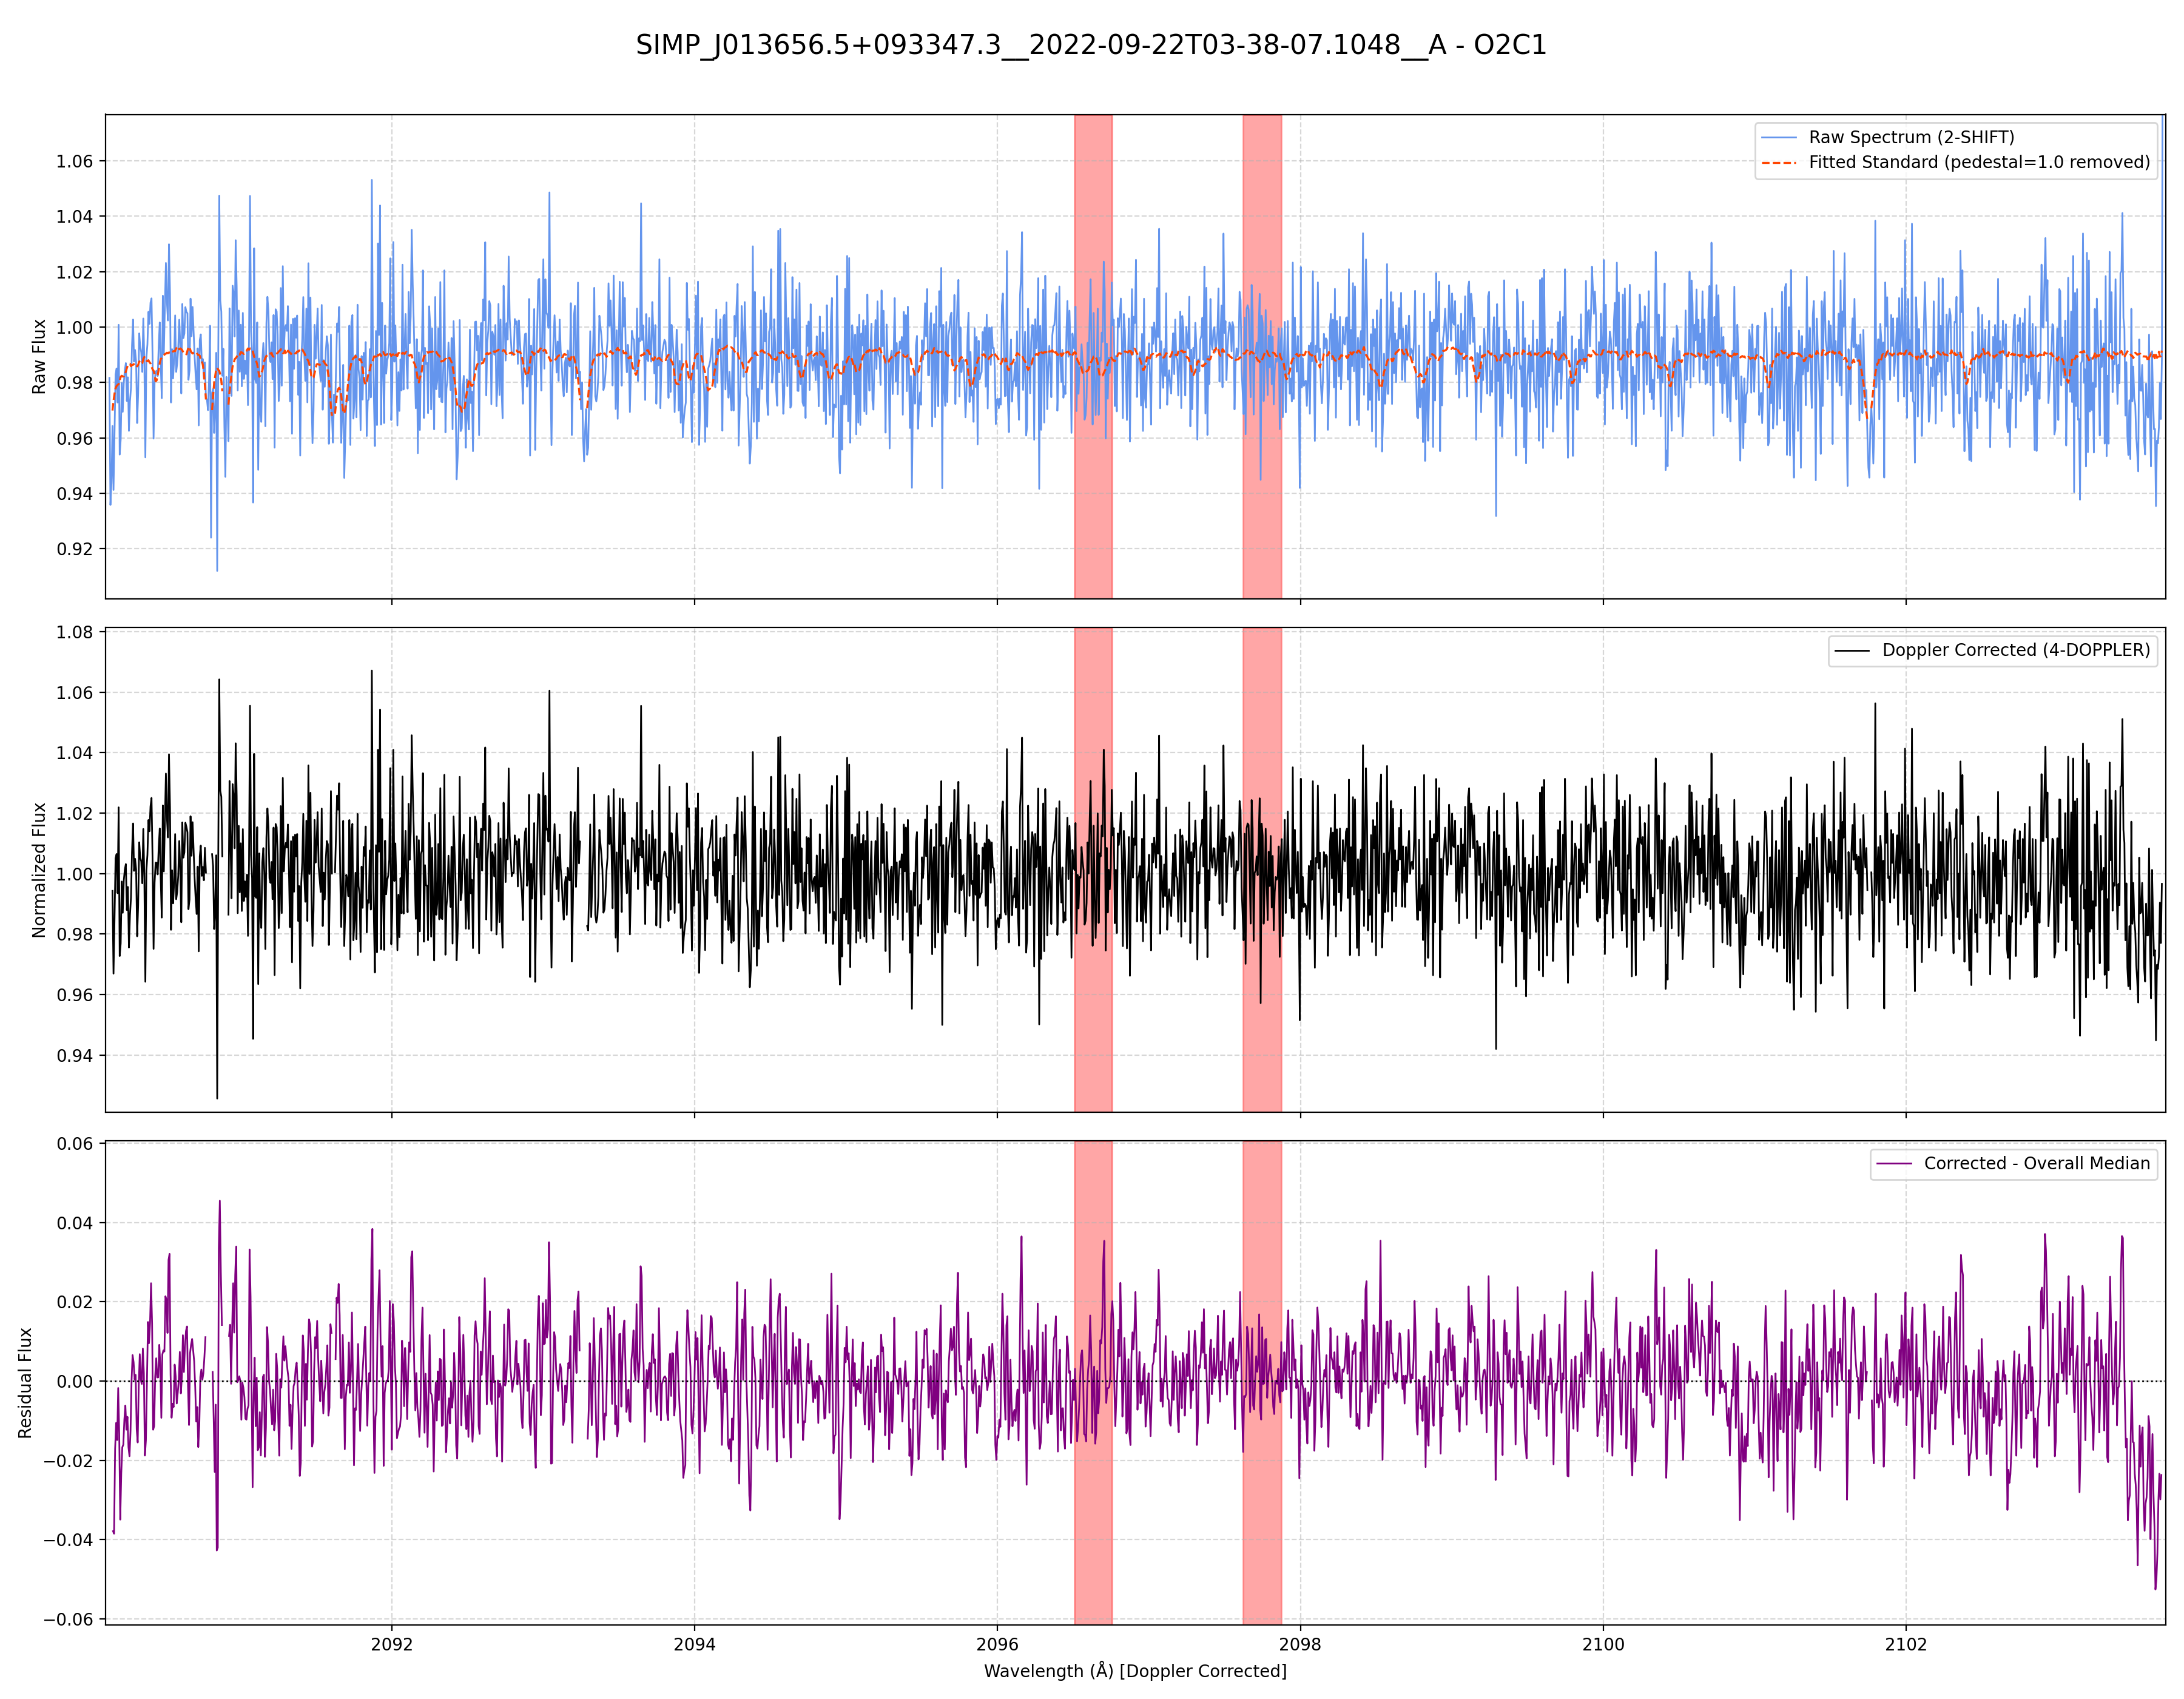 SIMP_J013656.5+093347.3__2022-09-22T03-38-07.1048__A - O2C1
Raw Flux
1.06
1.04
1.02
1.00
0.98
0.96
0.94
0.92
Raw Spectrum (2-SHIFT)
Fitted Standard (pedestal=1.0 removed)
Normalized Flux
1.08
1.06
1.04
1.02
1.00
0.98
0.96
0.94
Doppler Corrected (4-DOPPLER)
Residual Flux
0.06
0.04
0.02
0.00
−0.02
−0.04
−0.06
Corrected - Overall Median
2092 2094 2096 2098 2100 2102
Wavelength (Å) [Doppler Corrected]